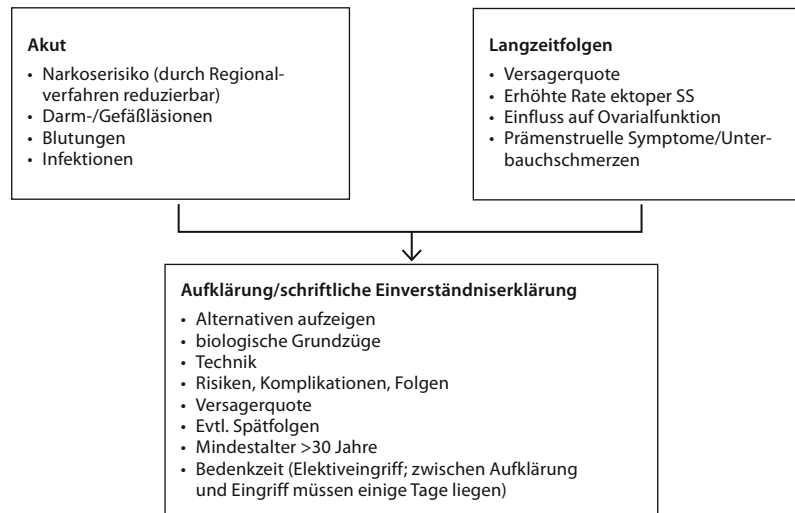 Akut
• Narkoserisiko (durch Regional-
verfahren reduzierbar)
• Darm-/Gefäßläsionen
• Blutungen
• Infektionen
Langzeitfolgen
• Versagerquote
• Erhöhte Rate ektoper SS
• Einfluss auf Ovarialfunktion
• Prämenstruelle Symptome/Unter-
bauchschmerzen
Aufklärung/schriftliche Einverständniserklärung
• Alternativen aufzeigen
• biologische Grundzüge
• Technik
• Risiken, Komplikationen, Folgen
• Versagerquote
• Evtl. Spätfolgen
• Mindestalter >30 Jahre
• Bedenkzeit (Elektiveingriff; zwischen Aufklärung
und Eingriff müssen einige Tage liegen)